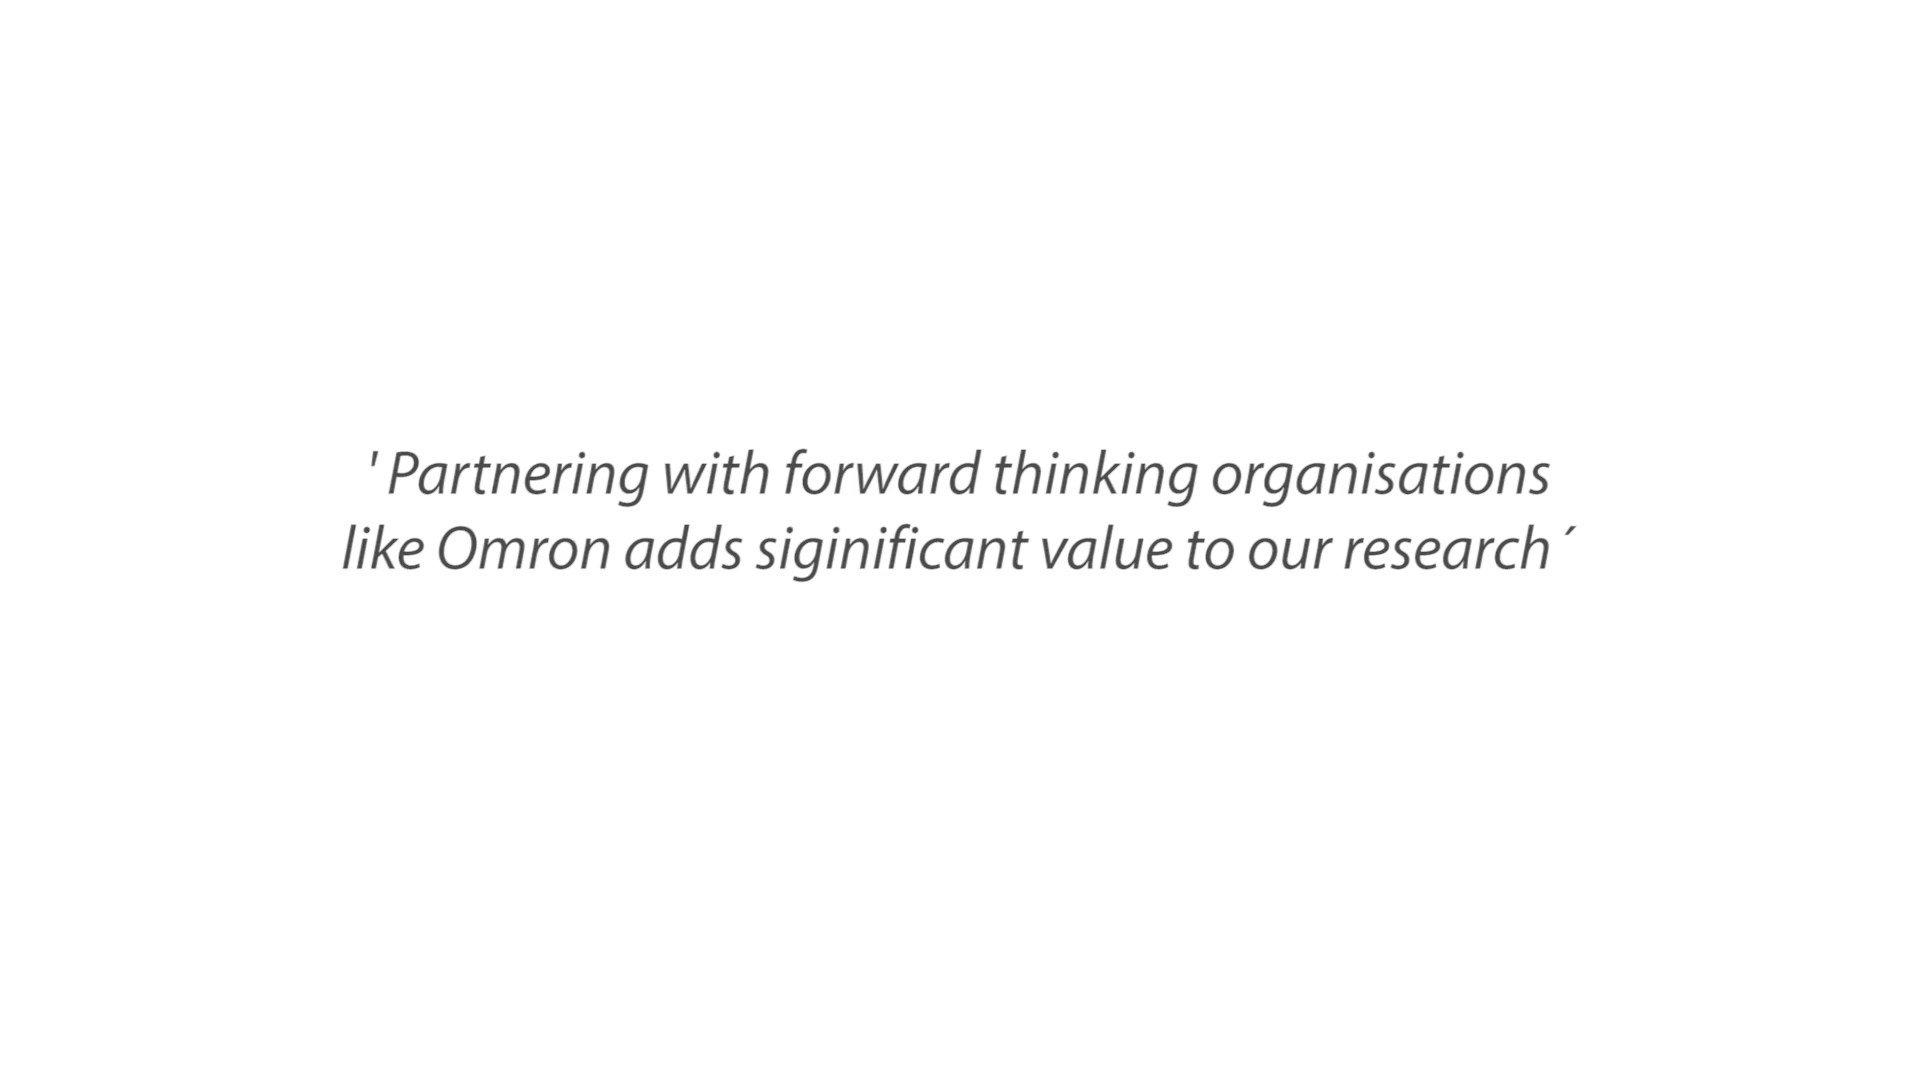 ' Partnering with forward thinking organisations
like Omron adds siginificant value to our research ´